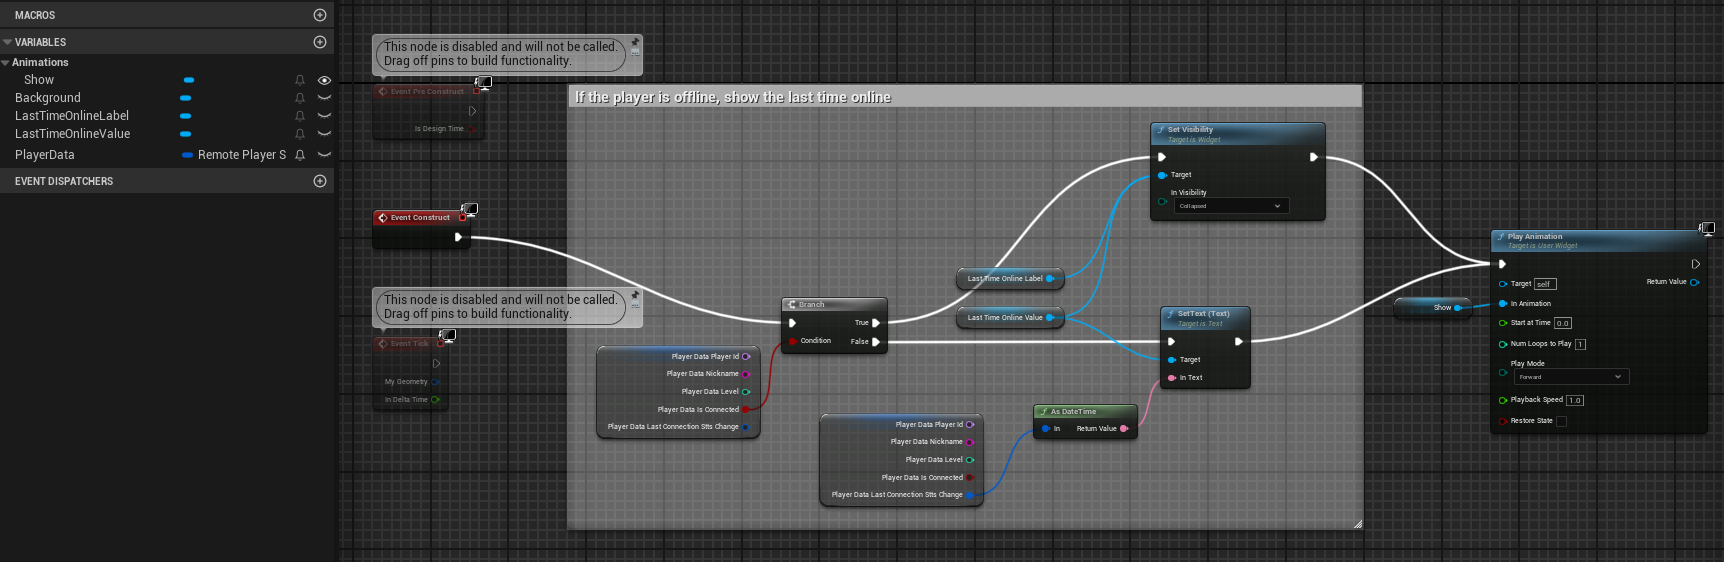 MACROS
VARIABLES
Animations
Show
Background
LastTimeOnlineLabel
LastTimeOnlineValue
PlayerData
Remote Player S
EVENT DISPATCHERS
This node is disabled and will not be called.
Drag off pins to build functionality.
Event Pre Construct
Is Design Time
Event Construct
This node is disabled and will not be called.
Drag off pins to build functionality.
Event Tick
My Geometry
In Delta Time
If the player is offline, show the last time online
Player Data Player Id
Player Data Nickname
Player Data Level
Player Data Is Connected
Player Data Last Connection Stts Change
Branch
True
Condition
False
Player Data Player Id
Player Data Nickname
Player Data Level
Player Data Is Connected
Player Data Last Connection Stts Change
Last Time Online Label
Last Time Online Value
As DateTime
In
Return Value
Set Visibility
Target is Widget
Target
In Visibility
Collapsed
SetText (Text)
Target is Text
Target
In Text
Show
Play Animation
Target is User Widget
Target
self
Return Value
In Animation
Start at Time
0.0
Num Loops to Play
1
Play Mode
Forward
Playback Speed
1.0
Restore State